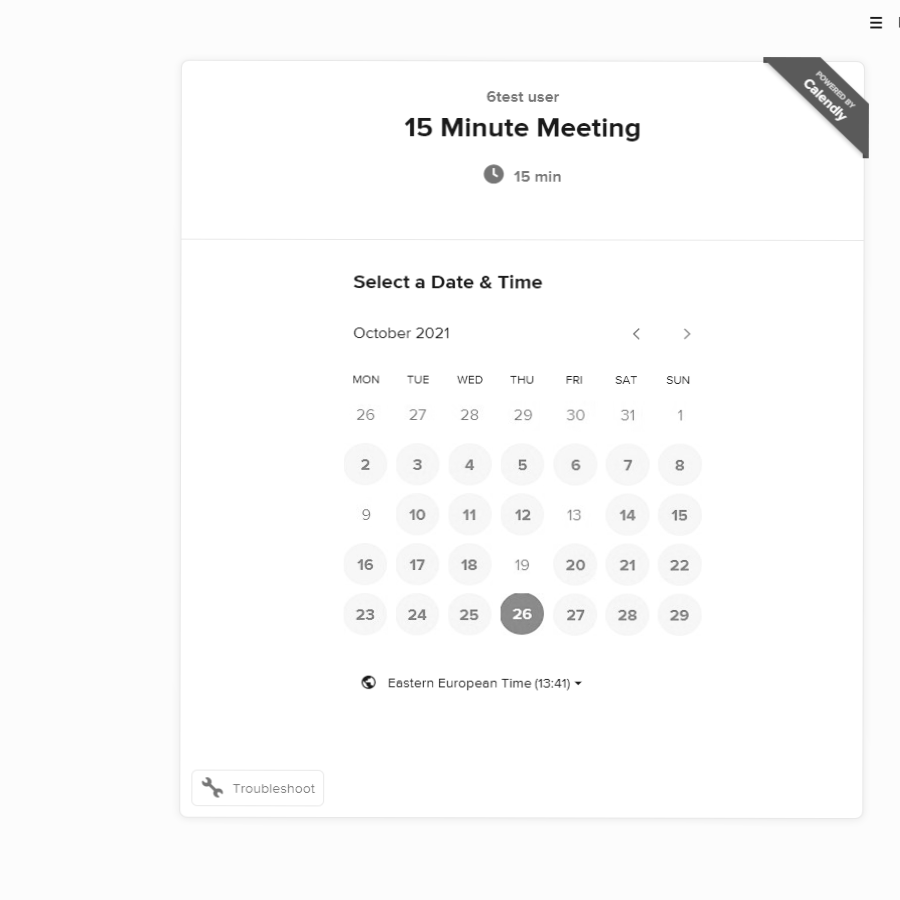 POWERED BY
Calendly
6test user
15 Minute Meeting
15 min
Select a Date & Time
October 2021
MON TUE WED THU FRI SAT SUN
26 27 28 29 30 31 1
2 3 4 5 6 7 8
9 10 11 12 13 14 15
16 17 18 19 20 21 22
23 24 25 26 27 28 29
Eastern European Time (13:41)
Troubleshoot